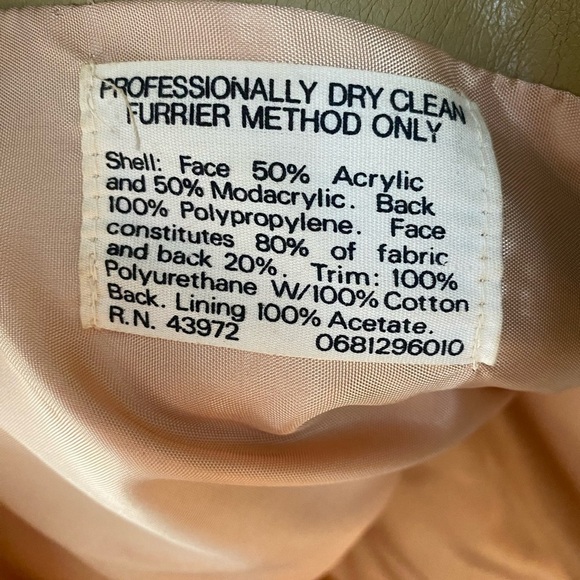 PROFESSIONALLY DRY CLEAN
FURRIER METHOD ONLY
Shell: Face 50% Acrylic
and 50% Modacrylic. Back
100% Polypropylene. Face
constitutes 80% of fabric
and back 20%. Trim: 100%
Polyurethane W/100% Cotton
Back. Lining 100% Acetate.
R.N. 43972 0681296010